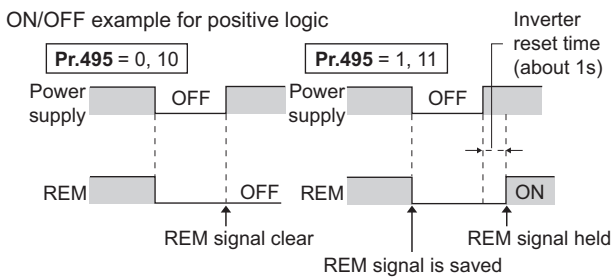 ON/OFF example for positive logic
Pr.495 = 0, 10
Power
supply
OFF
REM
OFF
REM signal clear
Pr.495 = 1, 11
Inverter
reset time
(about 1s)
Power
supply
OFF
REM
ON
REM signal held
REM signal is saved